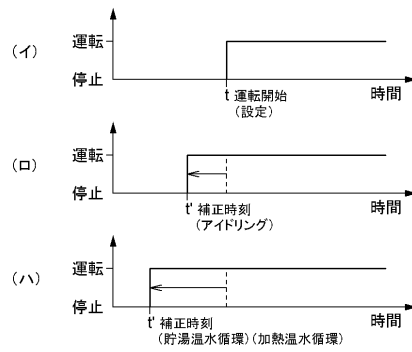 （イ）
運転
停止
t 運転開始
（設定）
時間
（ロ）
運転
停止
t' 補正時刻
（アイドリング）
時間
（ハ）
運転
停止
t' 補正時刻
（貯湯温水循環）（加熱温水循環）
時間